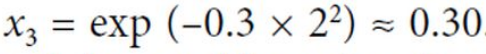 x₃ = exp (−0.3 × 2²) ≈ 0.30.